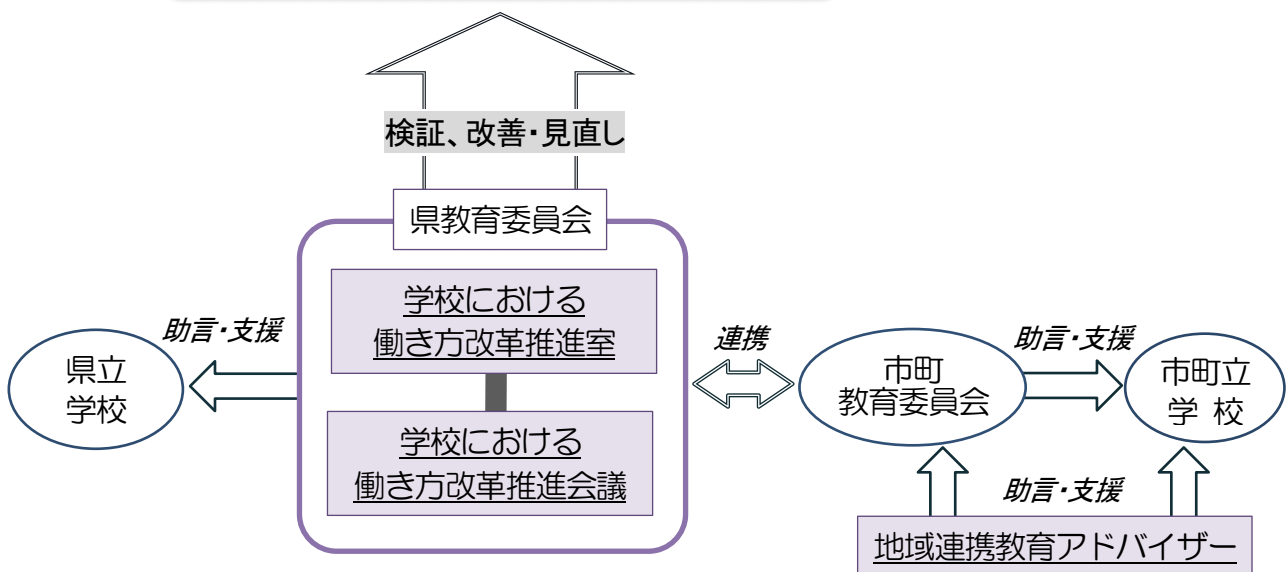 検証、改善・見直し
県教育委員会
学校における
働き方改革推進室
学校における
働き方改革推進会議
助言・支援
県立
学校
連携
市町
教育委員会
助言・支援
市町立
学 校
助言・支援
地域連携教育アドバイザー